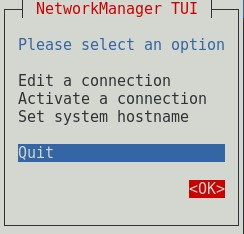 NetworkManager TUI
Please select an option
Edit a connection
Activate a connection
Set system hostname
Quit
<OK>